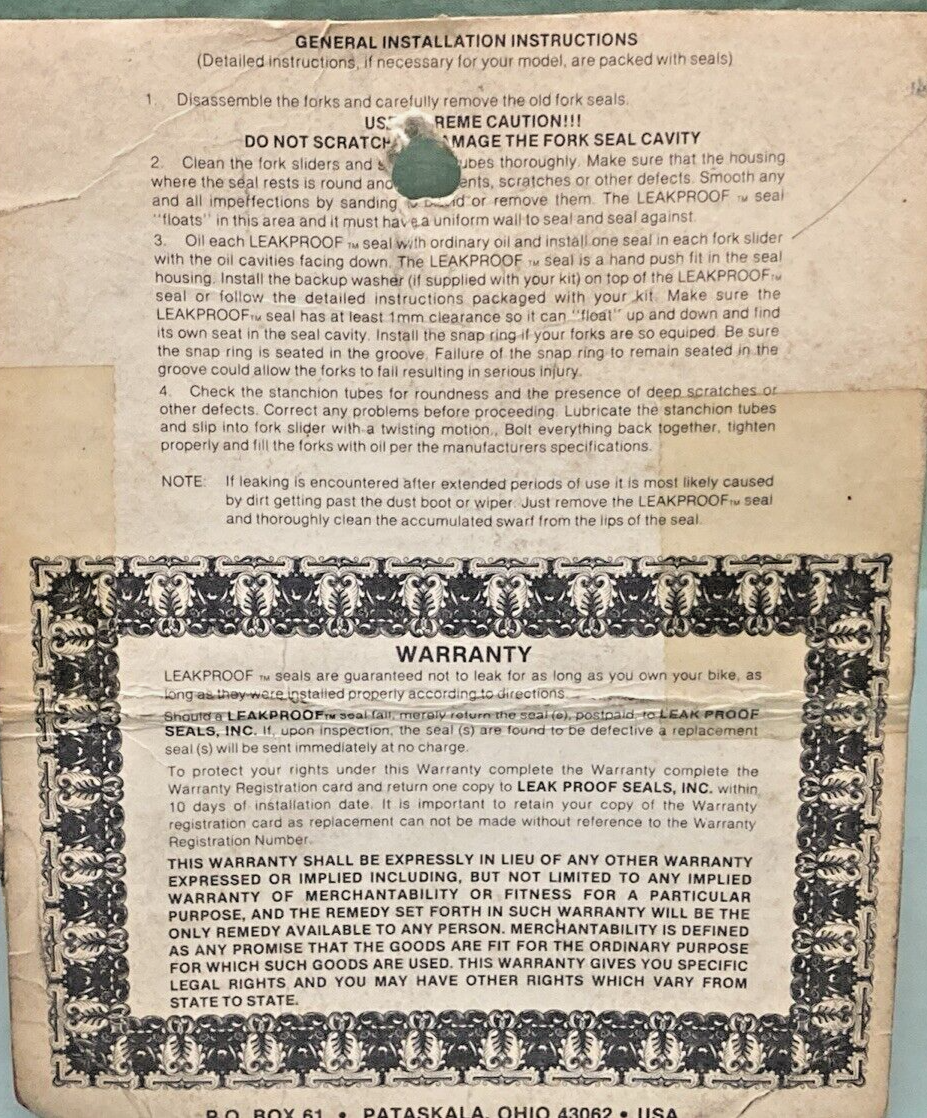 GENERAL INSTALLATION INSTRUCTIONS
(Detailed instructions, if necessary for your model, are packed with seals)
1. Disassemble the forks and carefully remove the old fork seals.
US REME CAUTION!!!
DO NOT SCRATCH AMAGE THE FORK SEAL CAVITY
2. Clean the fork sliders and s ubes thoroughly. Make sure that the housing
where the seal rests is round and ents, scratches or other defects. Smooth any
and all imperfections by sanding or remove them. The LEAKPROOF TM seal
"floats" in this area and it must have a uniform wall to seal and seal against.
3. Oil each LEAKPROOF TM seal with ordinary oil and install one seal in each fork slider
with the oil cavities facing down. The LEAKPROOF TM seal is a hand push fit in the seal
housing. Install the backup washer (if supplied with your kit) on top of the LEAKPROOFTM
seal or follow the detailed instructions packaged with your kit. Make sure the
LEAKPROOFTM seal has at least 1mm clearance so it can "float" up and down and find
its own seat in the seal cavity. Install the snap ring if your forks are so equiped. Be sure
the snap ring is seated in the groove. Failure of the snap ring to remain seated in the
groove could allow the forks to fall resulting in serious injury.
4. Check the stanchion tubes for roundness and the presence of deep scratches or
other defects. Correct any problems before proceeding. Lubricate the stanchion tubes
and slip into fork slider with a twisting motion., Bolt everything back together, tighten
properly and fill the forks with oil per the manufacturers specifications.
NOTE: If leaking is encountered after extended periods of use it is most likely caused
by dirt getting past the dust boot or wiper. Just remove the LEAKPROOFTM seal
and thoroughly clean the accumulated swarf from the lips of the seal.
WARRANTY
LEAKPROOF TM seals are guaranteed not to leak for as long as you own your bike, as
long as they were installed properly according to directions.
Should a LEAKPROOFTM seal fail, merely return the seal (s), postpaid, to LEAK PROOF
SEALS, INC. If, upon inspection, the seal (s) are found to be defective a replacement
seal (s) will be sent immediately at no charge.
To protect your rights under this Warranty complete the Warranty complete the
Warranty Registration card and return one copy to LEAK PROOF SEALS, INC. within
10 days of installation date. It is important to retain your copy of the Warranty
registration card as replacement can not be made without reference to the Warranty
Registration Number.
THIS WARRANTY SHALL BE EXPRESSLY IN LIEU OF ANY OTHER WARRANTY
EXPRESSED OR IMPLIED INCLUDING, BUT NOT LIMITED TO ANY IMPLIED
WARRANTY OF MERCHANTABILITY OR FITNESS FOR A PARTICULAR
PURPOSE, AND THE REMEDY SET FORTH IN SUCH WARRANTY WILL BE THE
ONLY REMEDY AVAILABLE TO ANY PERSON. MERCHANTABILITY IS DEFINED
AS ANY PROMISE THAT THE GOODS ARE FIT FOR THE ORDINARY PURPOSE
FOR WHICH SUCH GOODS ARE USED. THIS WARRANTY GIVES YOU SPECIFIC
LEGAL RIGHTS AND YOU MAY HAVE OTHER RIGHTS WHICH VARY FROM
STATE TO STATE.
P.O. BOX 61 • PATASKALA, OHIO 43062 • USA